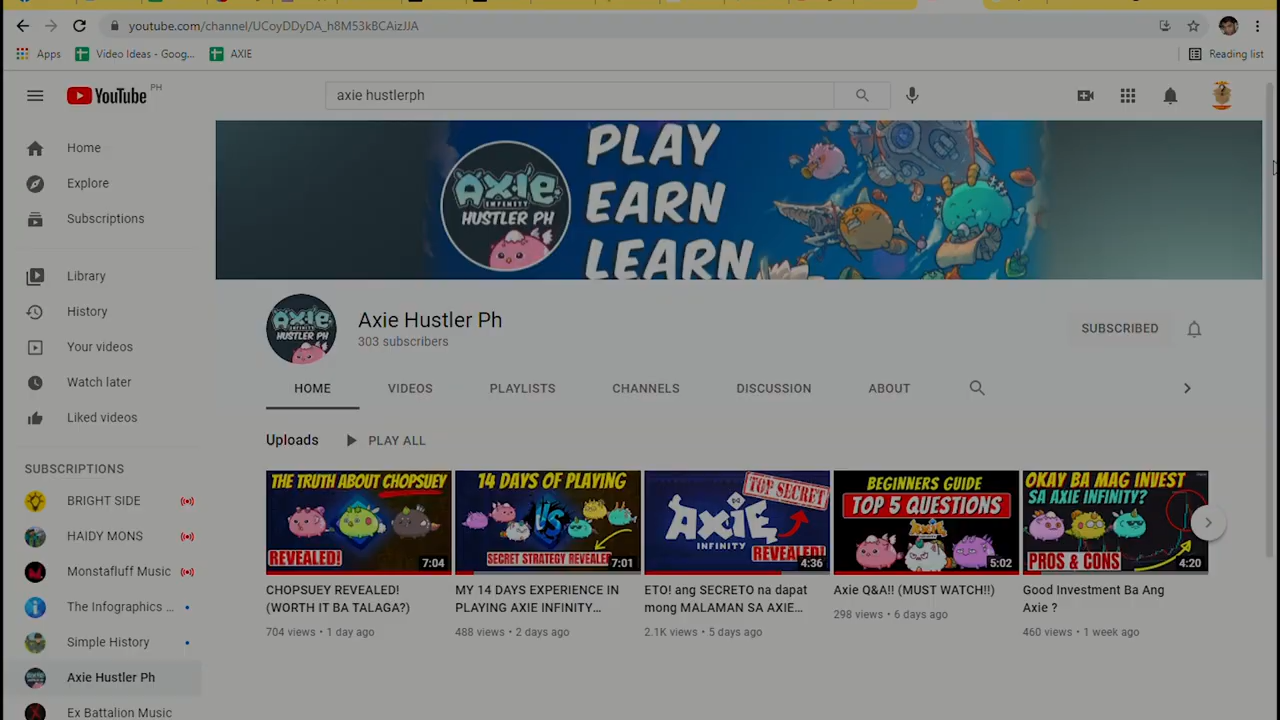 youtube.com/channel/UCoyDDyDA_h8M53kBCAizJJA
Apps
Video Ideas - Goog...
AXIE
Reading list
YouTube PH
axie hustlerph
Home
Explore
Subscriptions
Library
History
Your videos
Watch later
Liked videos
SUBSCRIPTIONS
BRIGHT SIDE
HAIDY MONS
Monstafluff Music
The Infographics ...
Simple History
Axie Hustler Ph
Ex Battalion Music
AXIE
INFINITY
HUSTLER PH
PLAY
EARN
LEARN
AXIE
INFINITY
HUSTLER PH
Axie Hustler Ph
303 subscribers
SUBSCRIBED
HOME
VIDEOS
PLAYLISTS
CHANNELS
DISCUSSION
ABOUT
Uploads
PLAY ALL
THE TRUTH ABOUT CHOPSUEY
REVEALED!
7:04
CHOPSUEY REVEALED!
(WORTH IT BA TALAGA?)
704 views • 1 day ago
14 DAYS OF PLAYING
VS
SECRET STRATEGY REVEALED
7:01
MY 14 DAYS EXPERIENCE IN
PLAYING AXIE INFINITY...
488 views • 2 days ago
TOP SECRET
AXIE
INFINITY
REVEALED!
4:36
ETO! ang SECRETO na dapat
mong MALAMAN SA AXIE...
2.1K views • 5 days ago
BEGINNERS GUIDE
TOP 5 QUESTIONS
5:02
Axie Q&A!! (MUST WATCH!!)
298 views • 6 days ago
OKAY BA MAG INVEST
SA AXIE INFINITY?
PROS & CONS
4:20
Good Investment Ba Ang
Axie ?
460 views • 1 week ago